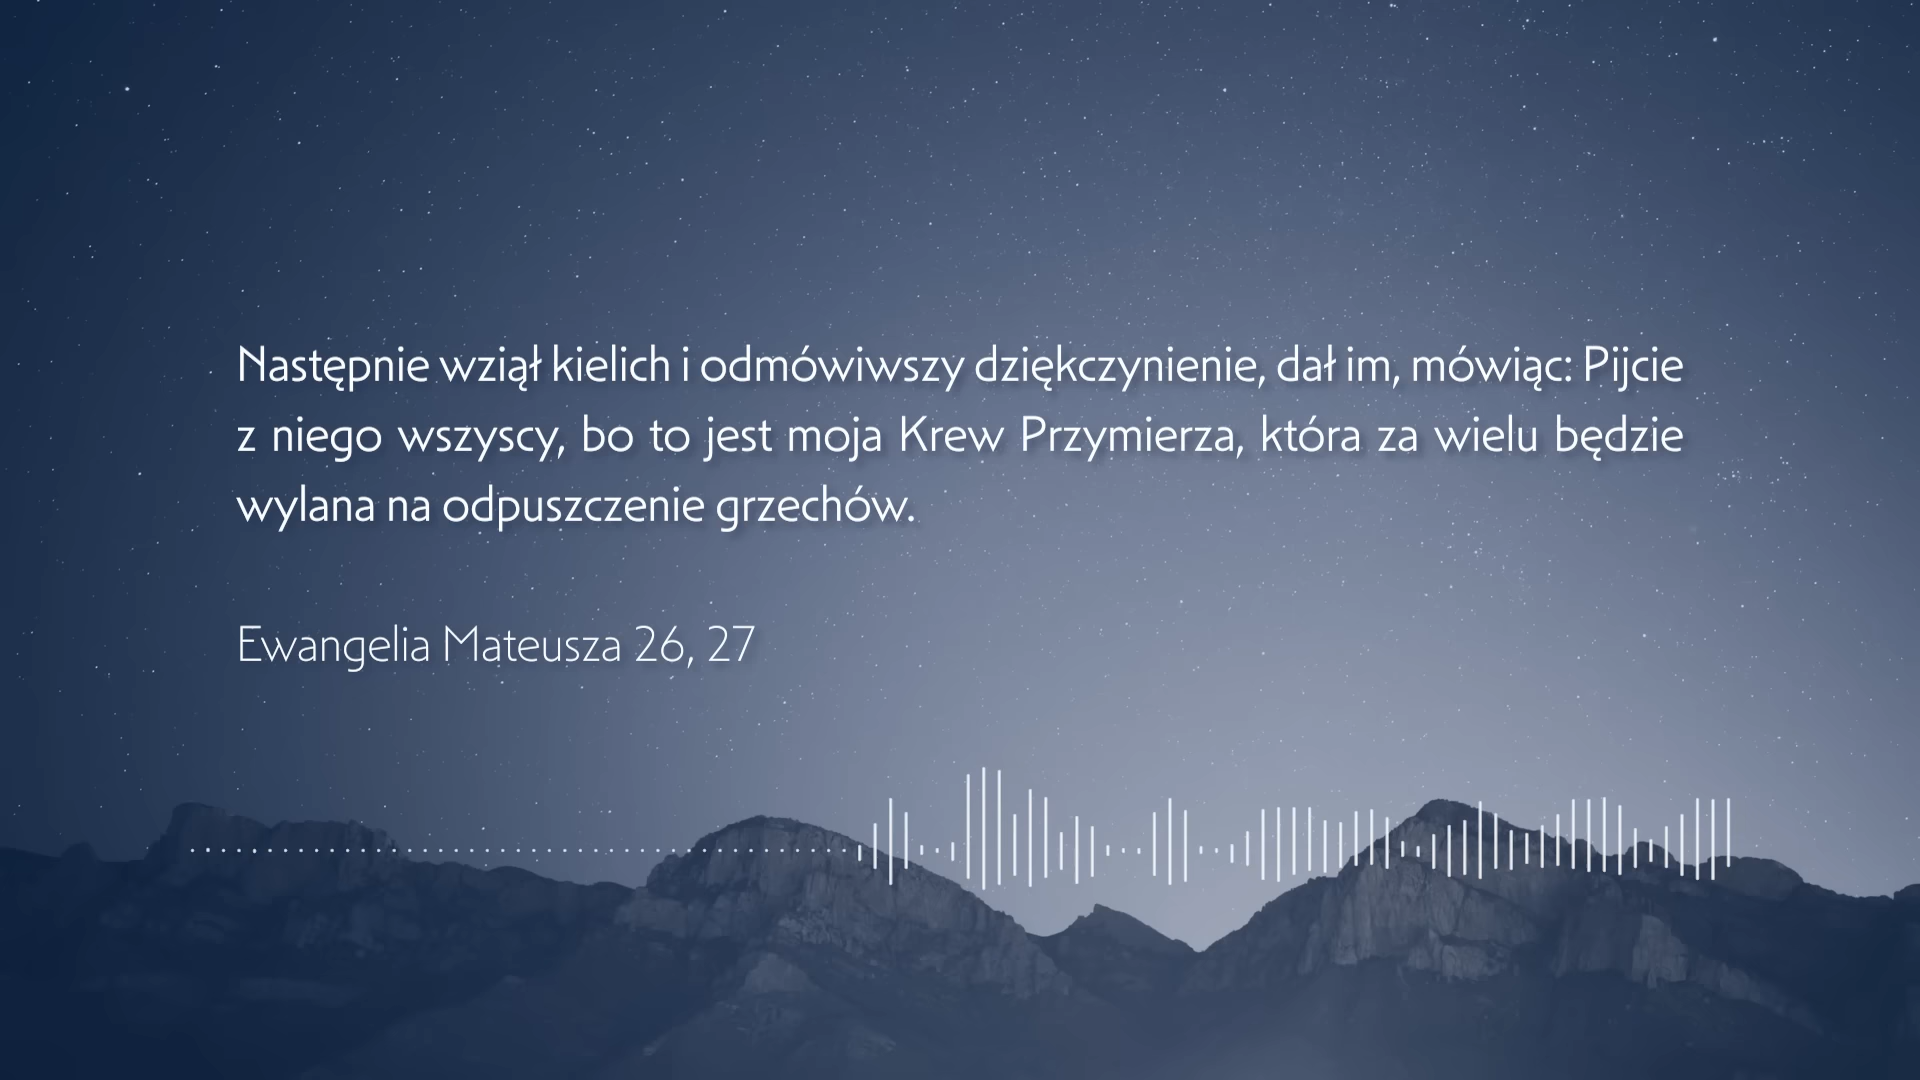 Następnie wziął kielich i odmówiwszy dziękczynienie, dał im, mówiąc: Pijcie
z niego wszyscy, bo to jest moja Krew Przymierza, która za wielu będzie
wylana na odpuszczenie grzechów.
Ewangelia Mateusza 26, 27